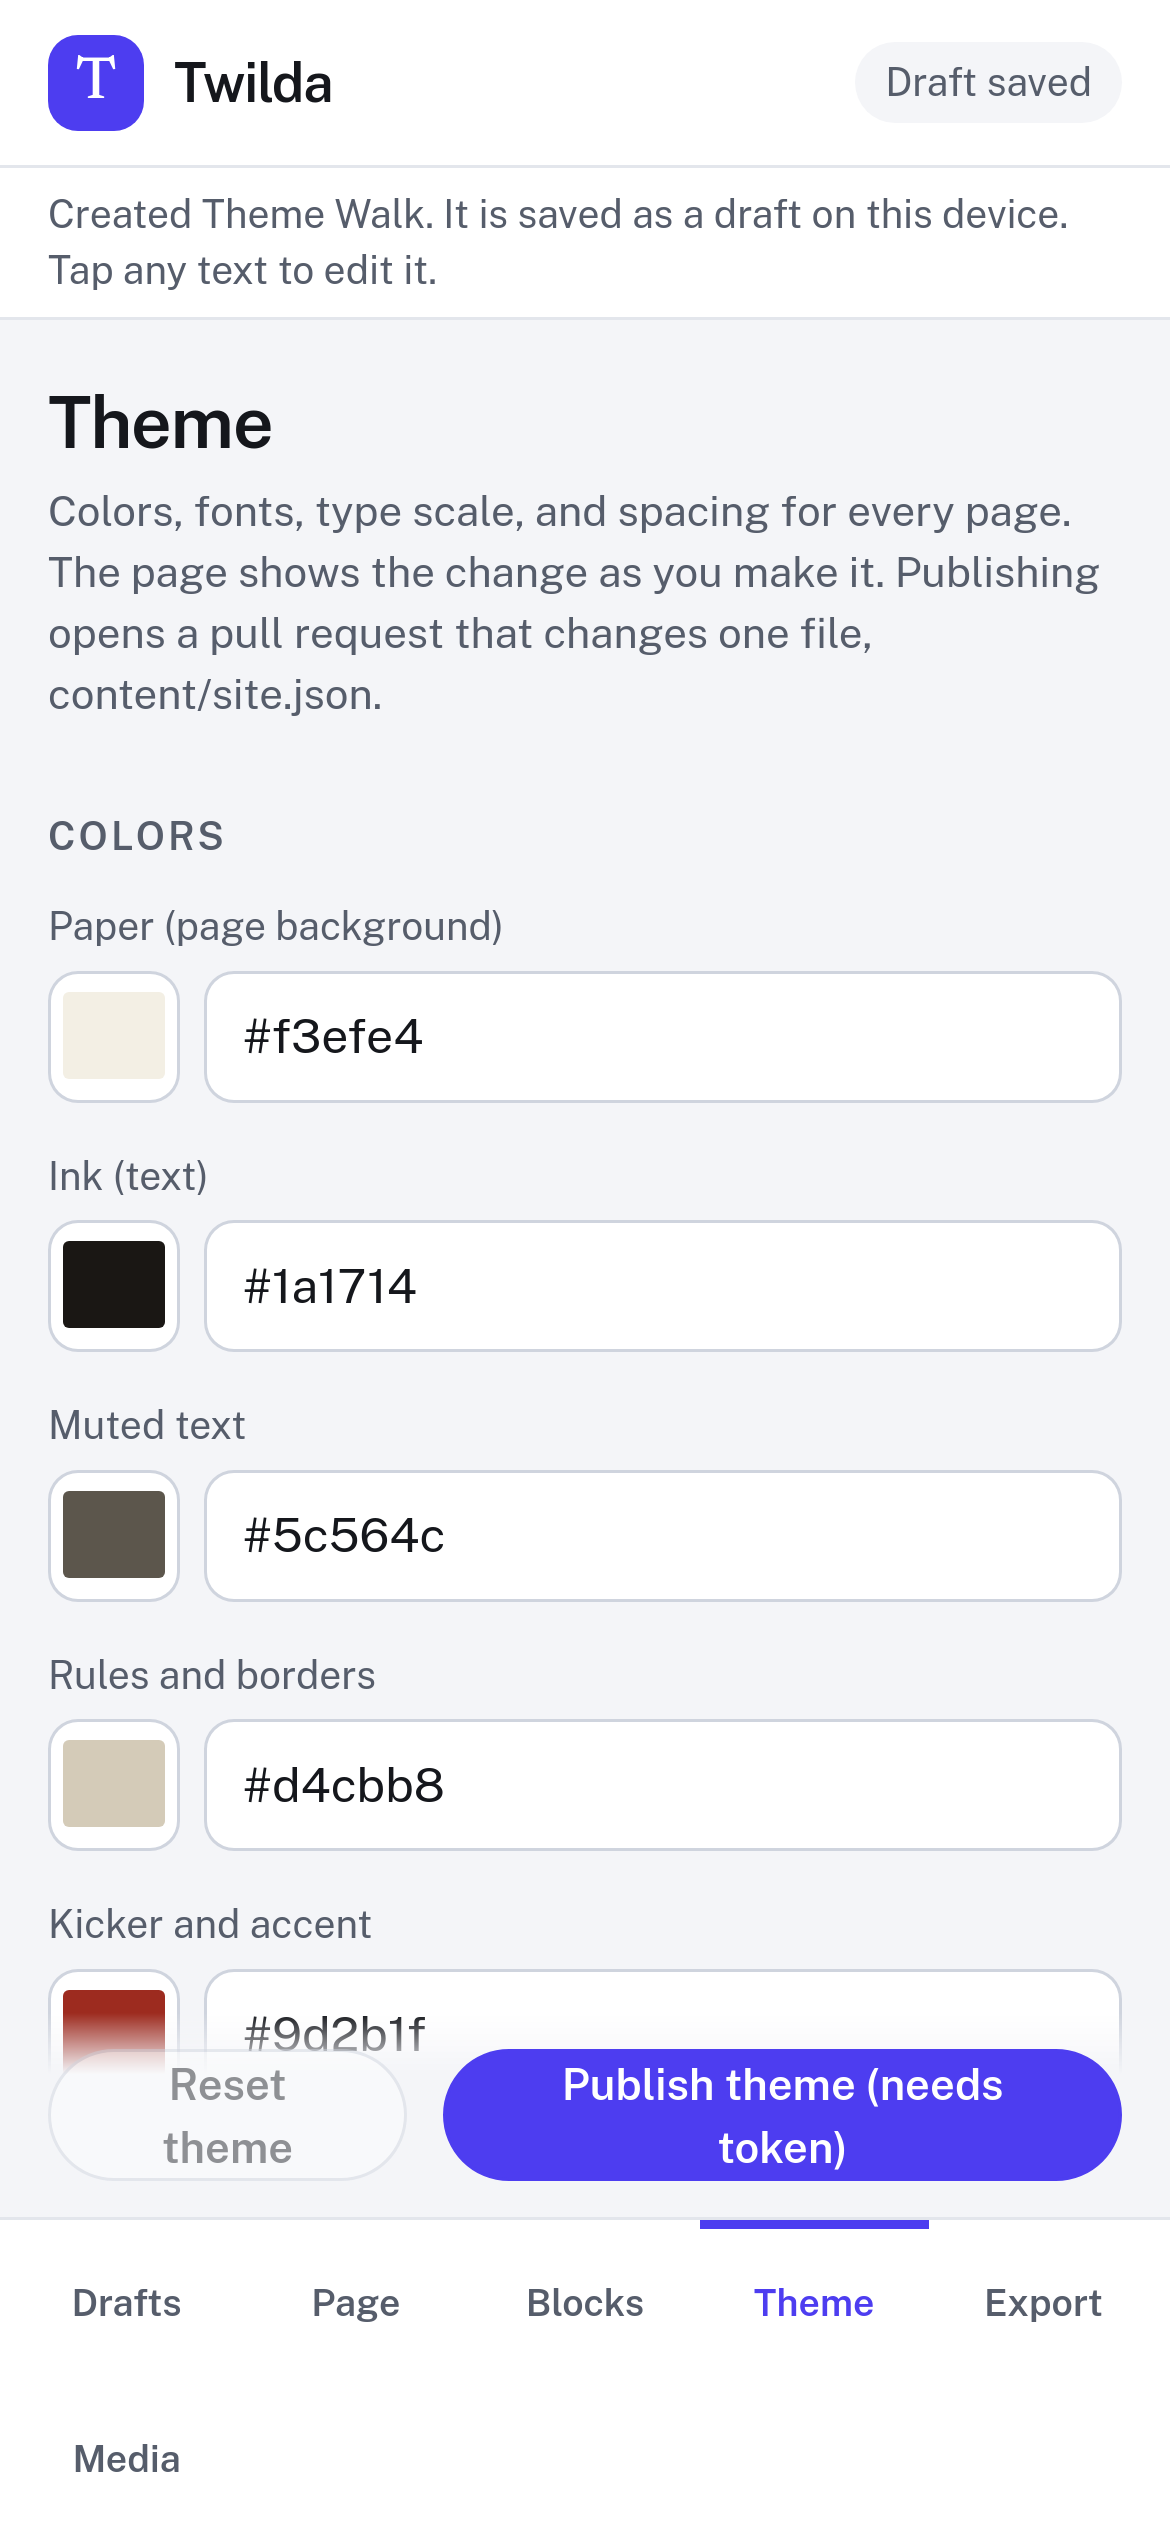 T
Twilda
Draft saved
Created Theme Walk. It is saved as a draft on this device.
Tap any text to edit it.
Theme
Colors, fonts, type scale, and spacing for every page.
The page shows the change as you make it. Publishing
opens a pull request that changes one file,
content/site.json.
COLORS
Paper (page background)
#f3efe4
Ink (text)
#1a1714
Muted text
#5c564c
Rules and borders
#d4cbb8
Kicker and accent
#9d2b1f
Reset
theme
Publish theme (needs
token)
Drafts
Page
Blocks
Theme
Export
Media